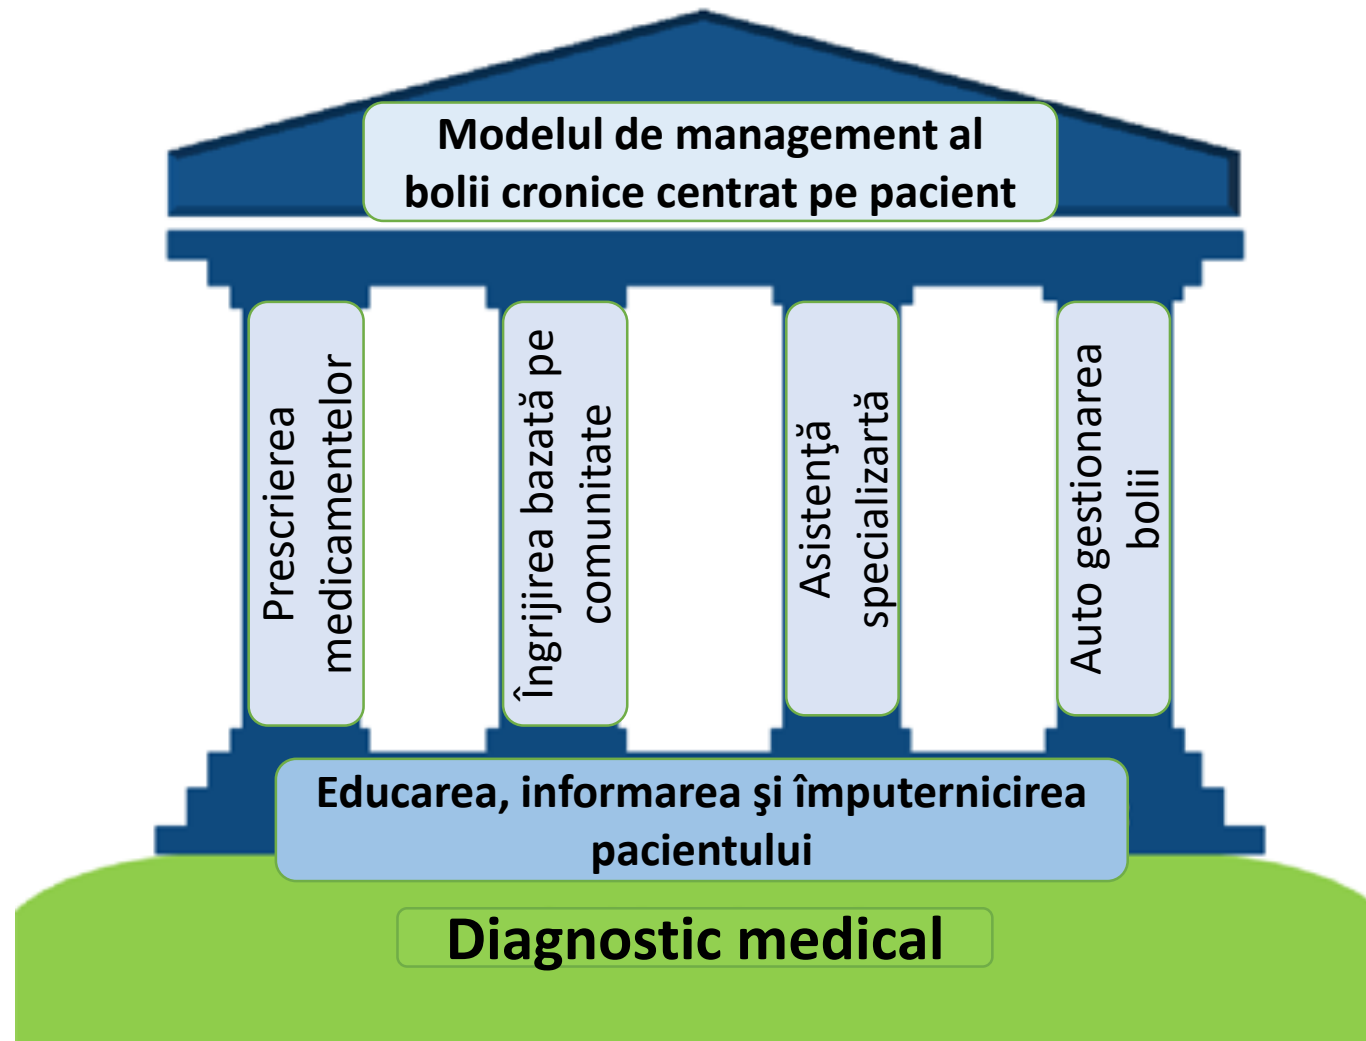 Modelul de management al
bolii cronice centrat pe pacient
Prescrierea
medicamentelor
Îngrijirea bazată pe
comunitate
Asistenţă
specializartă
Auto gestionarea
bolii
Educarea, informarea şi împuternicirea
pacientului
Diagnostic medical